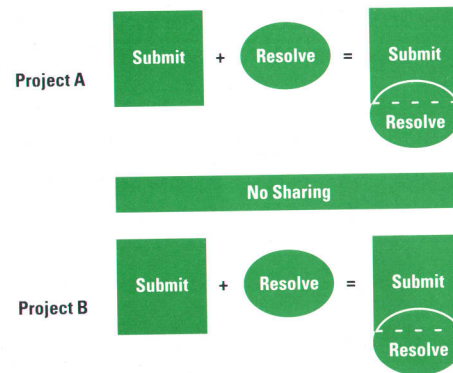 Project A
Submit + Resolve = Submit
Resolve
No Sharing
Project B
Submit + Resolve = Submit
Resolve